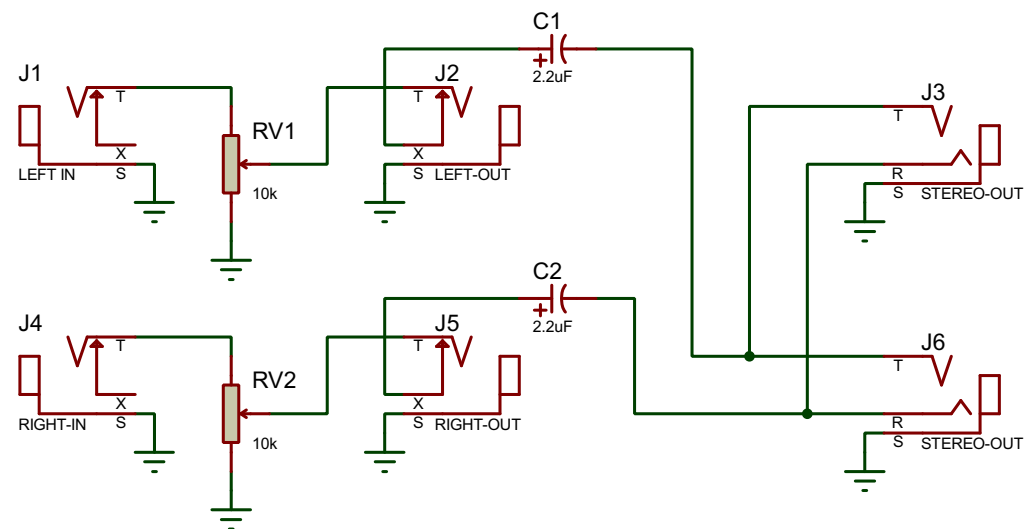 C1
+
2.2uF
J1
T
X
S
LEFT IN
RV1
10k
J2
T
X
S
LEFT-OUT
J3
T
R
S
STEREO-OUT
C2
+
2.2uF
J4
T
X
S
RIGHT-IN
RV2
10k
J5
T
X
S
RIGHT-OUT
J6
T
R
S
STEREO-OUT